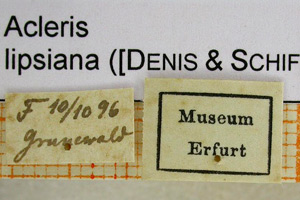 Acleris
lipsiana ([DENIS & SCHIF
F 10/10 96
Grunewald
Museum
Erfurt